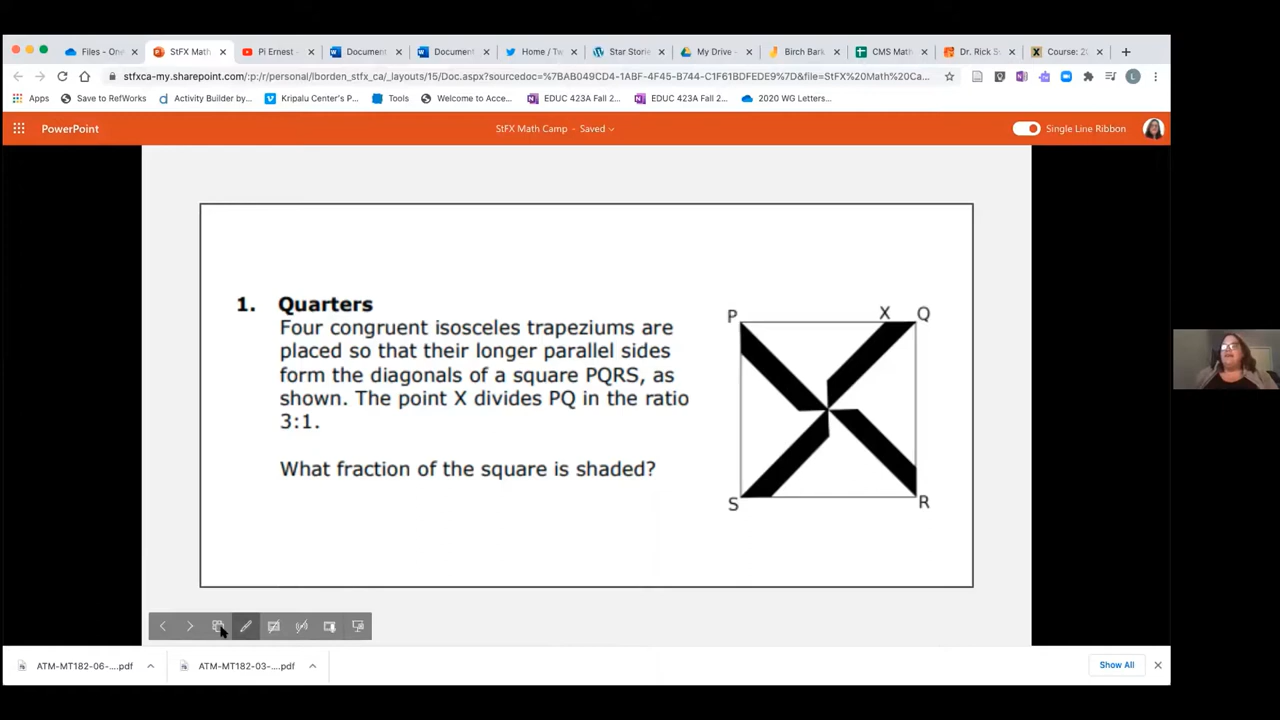 Files - One
StFX Math
Pi Ernest -
Document
Document
Home / Tw
Star Stories
My Drive -
Birch Bark
CMS Math
Dr. Rick S
Course: 2
stfxca-my.sharepoint.com/:p:/r/personal/lborden_stfx_ca/_layouts/15/Doc.aspx?sourcedoc=%7BAB049CD4-1ABF-4F45-B744-C1F61BDFEDE9%7D&file=StFX%20Math%20Ca...
Apps
Save to RefWorks
Activity Builder by...
Kripalu Center's P...
Tools
Welcome to Acce...
EDUC 423A Fall 2...
EDUC 423A Fall 2...
2020 WG Letters...
PowerPoint
StFX Math Camp - Saved
Single Line Ribbon
L
1. Quarters
Four congruent isosceles trapeziums are
placed so that their longer parallel sides
form the diagonals of a square PQRS, as
shown. The point X divides PQ in the ratio
3:1.
What fraction of the square is shaded?
P
X
Q
S
R
ATM-MT182-06-....pdf
ATM-MT182-03-....pdf
Show All